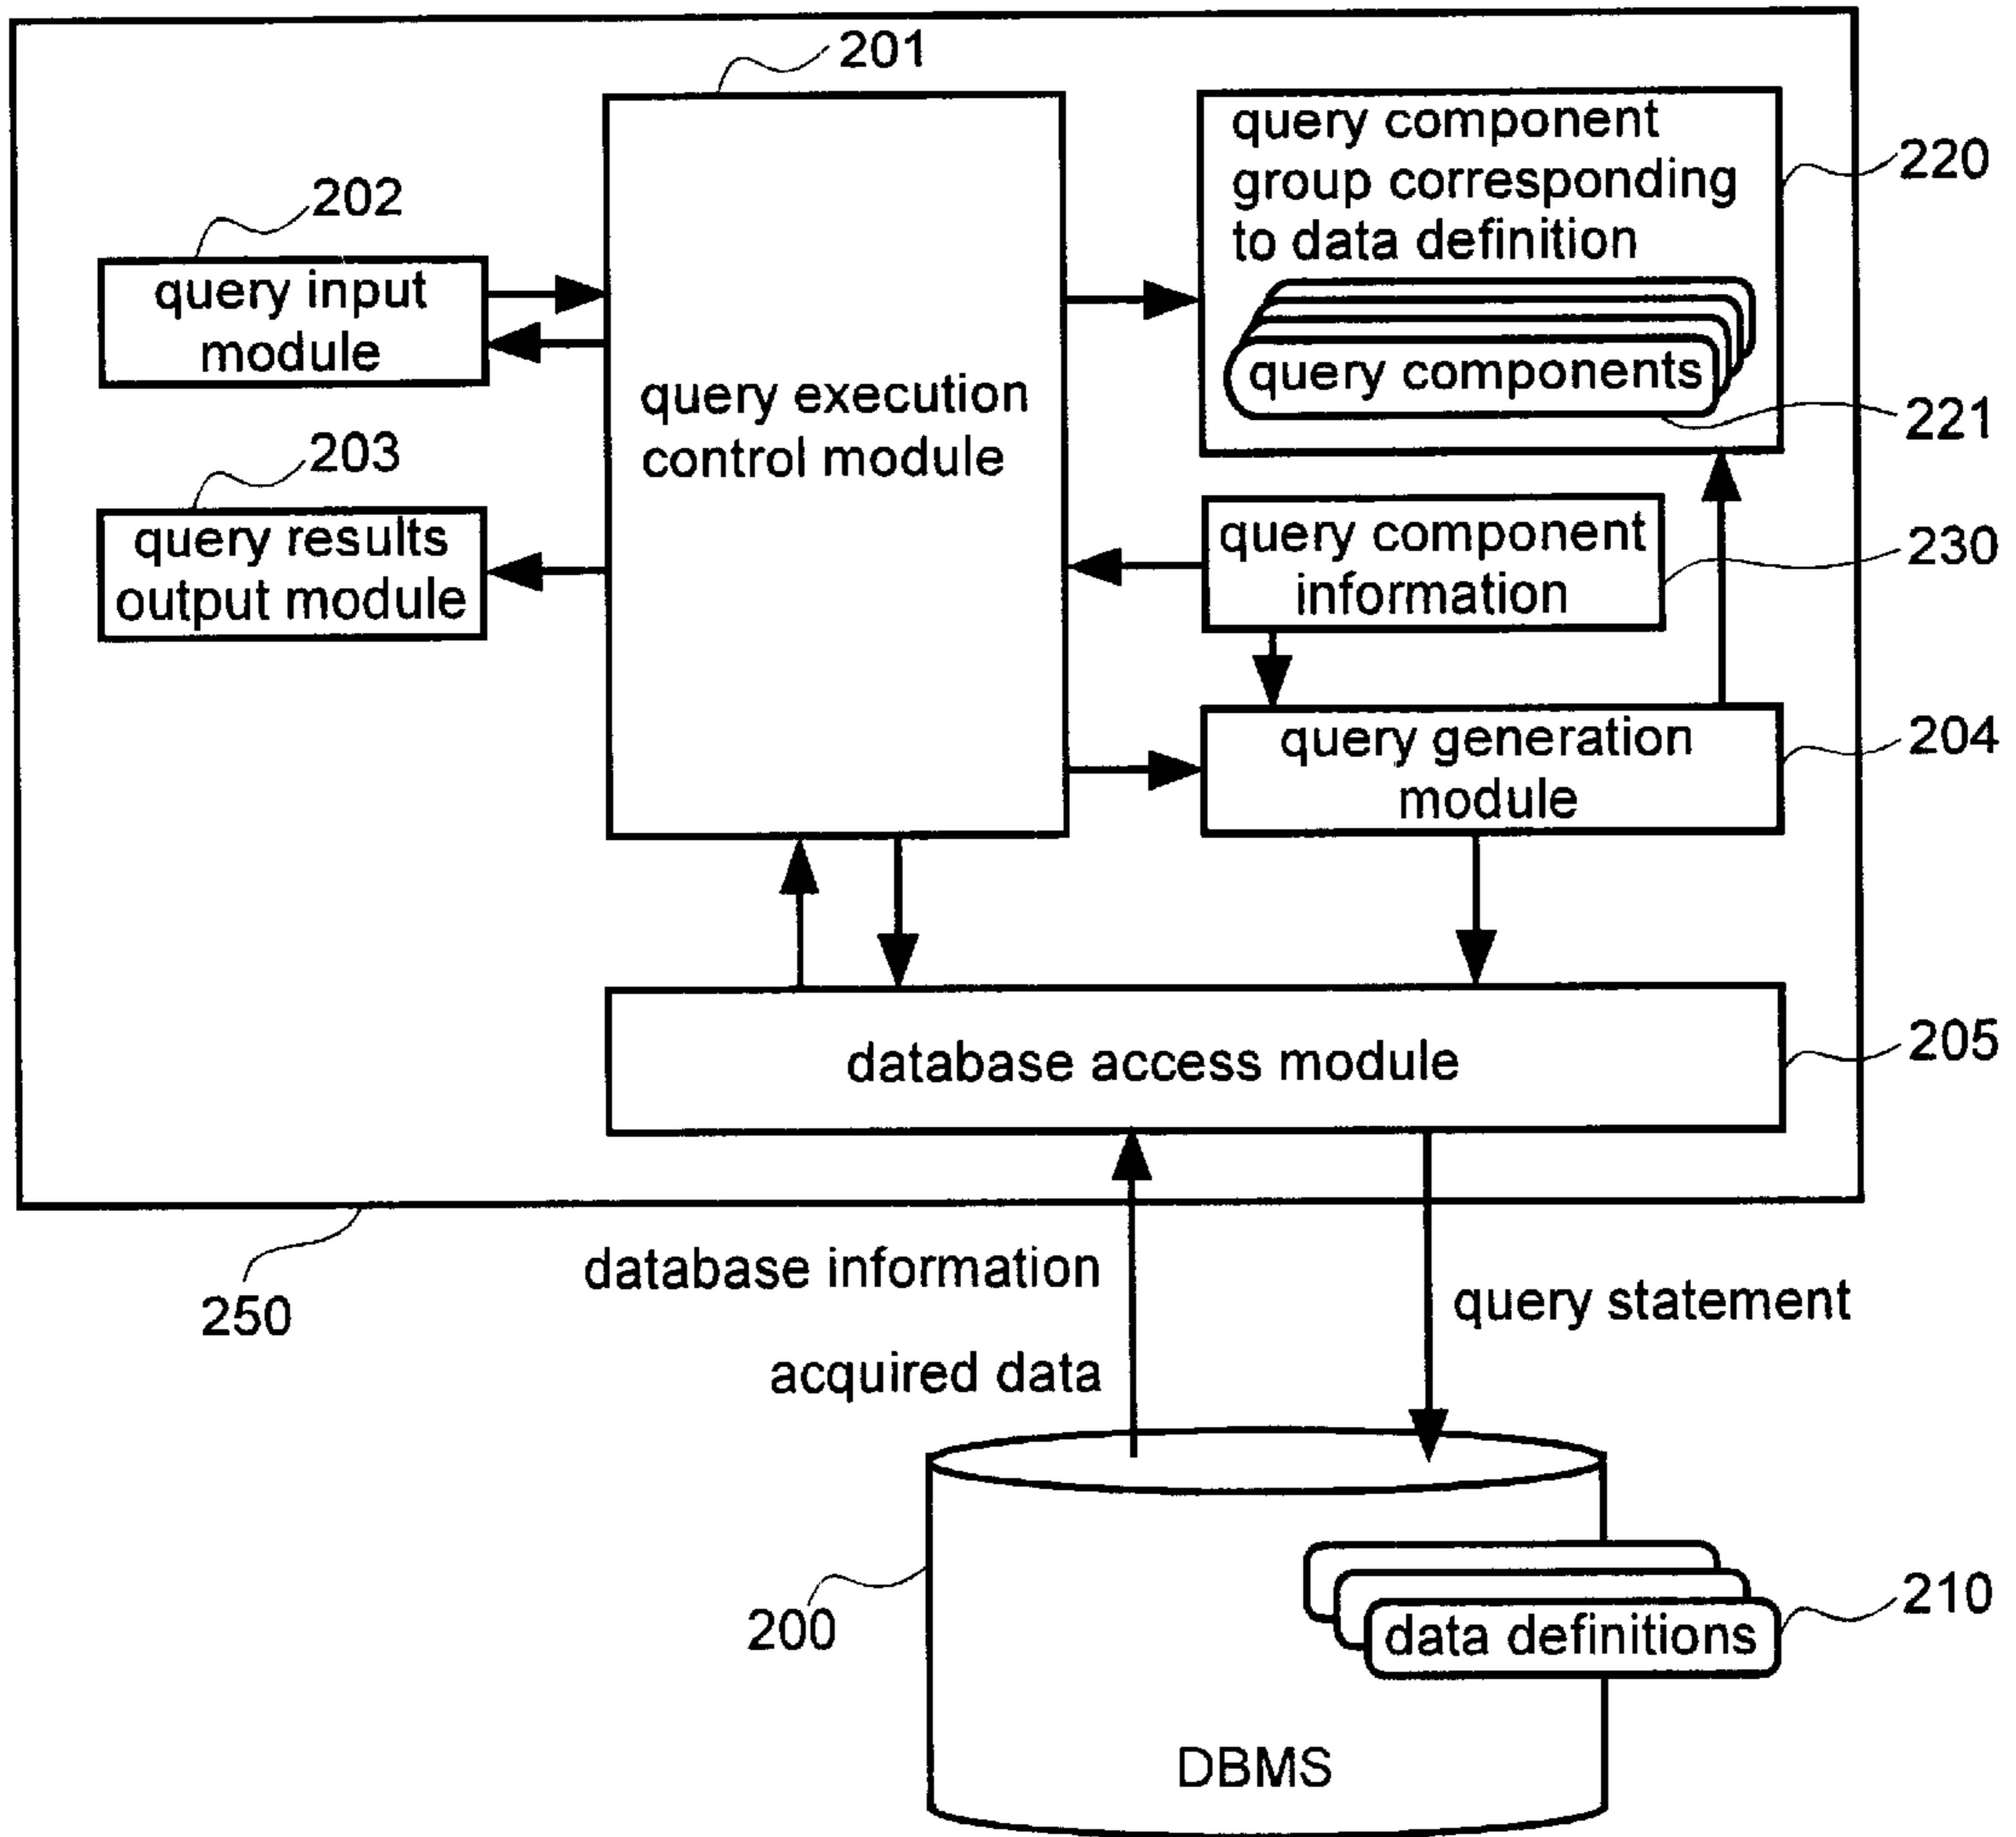 201
query component
group corresponding
to data definition
220
202
query input
module
query components
221
query execution
control module
203
query results
output module
query component
information
230
query generation
module
204
database access module
205
250
database information
acquired data
query statement
200
data definitions
210
DBMS